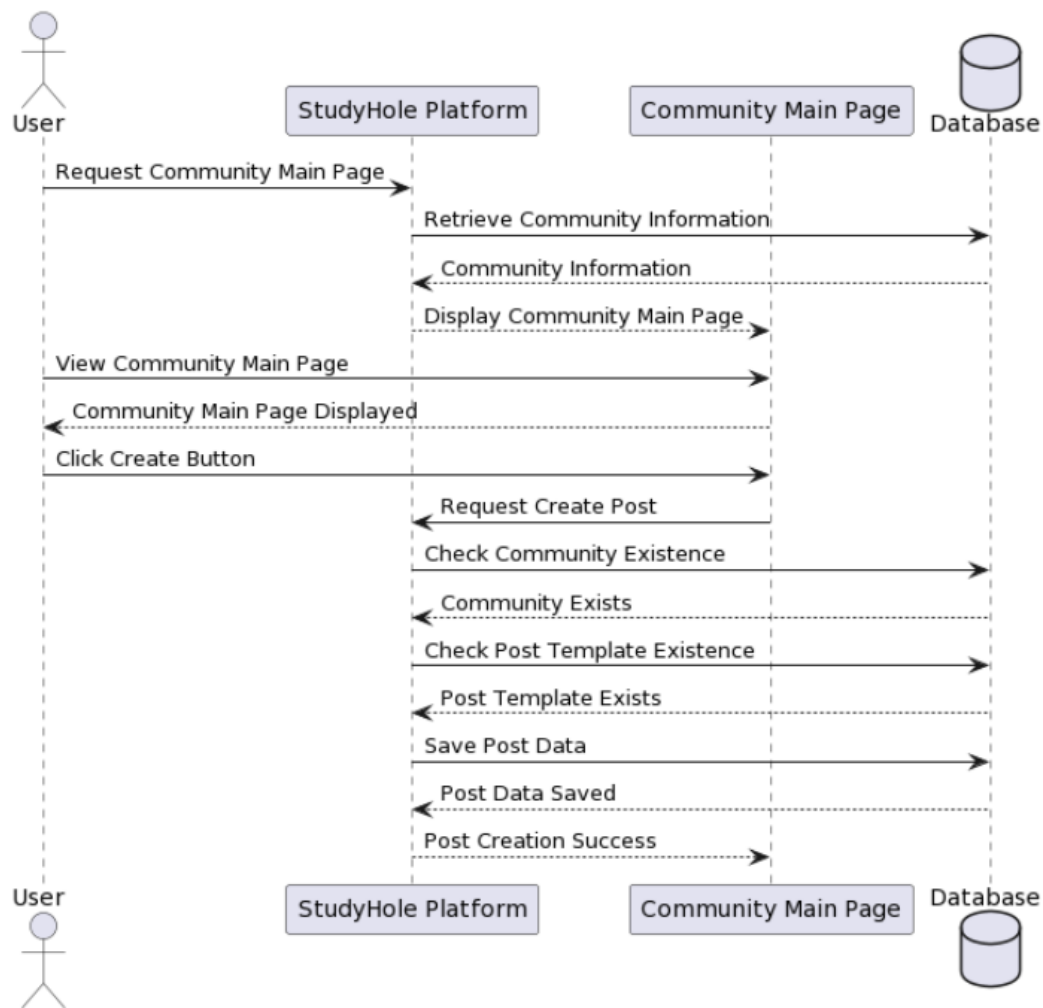 User
StudyHole Platform
Community Main Page
Database
Request Community Main Page
Retrieve Community Information
Community Information
Display Community Main Page
View Community Main Page
Community Main Page Displayed
Click Create Button
Request Create Post
Check Community Existence
Community Exists
Check Post Template Existence
Post Template Exists
Save Post Data
Post Data Saved
Post Creation Success
User
StudyHole Platform
Community Main Page
Database